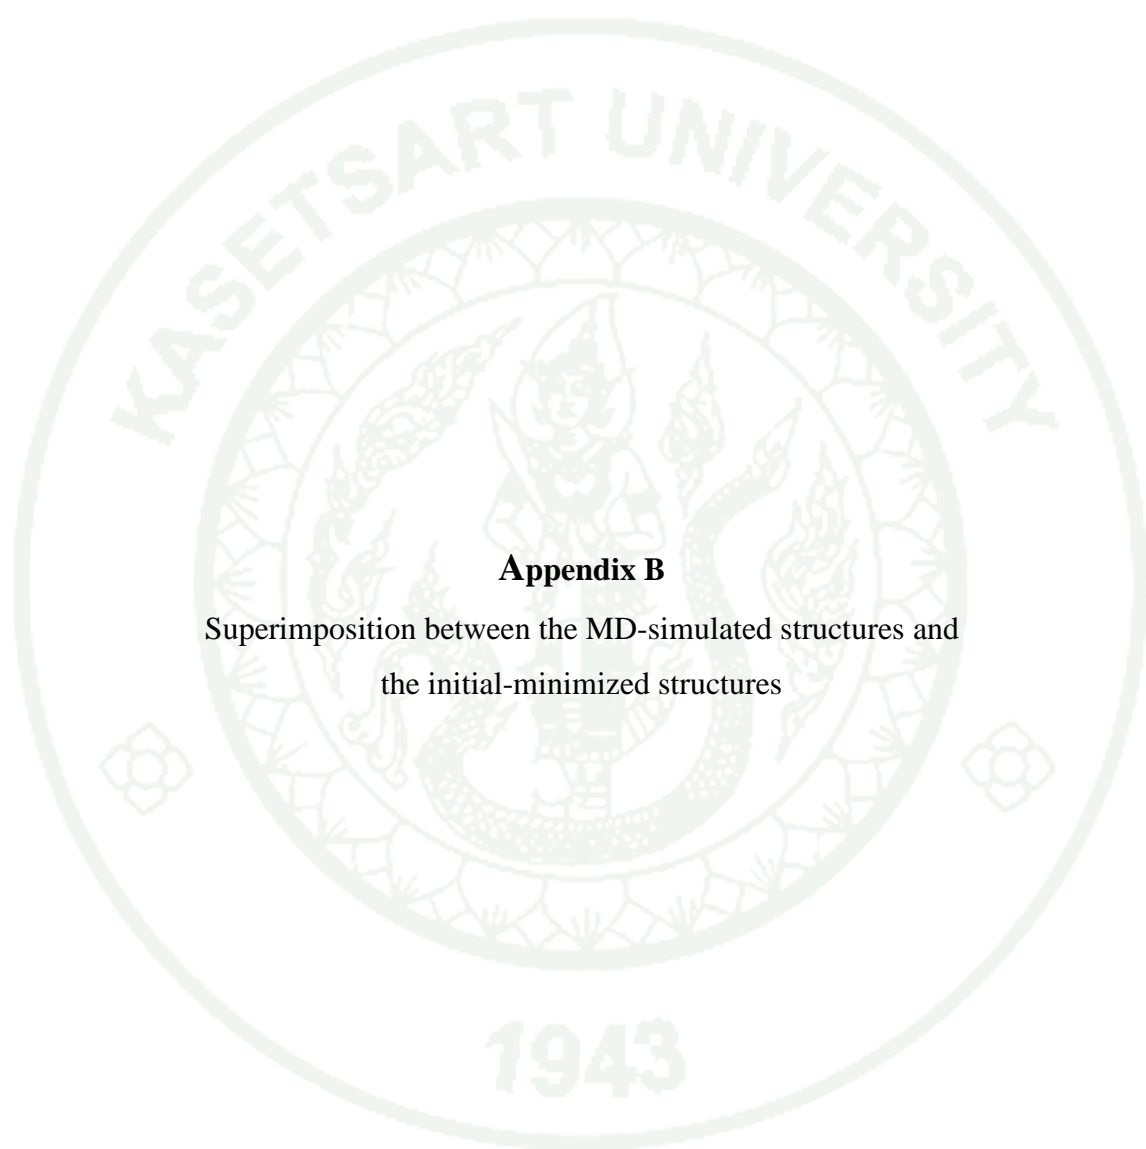 KASETSART UNIVERSITY
Appendix B
Superimposition between the MD-simulated structures and
the initial-minimized structures
1943